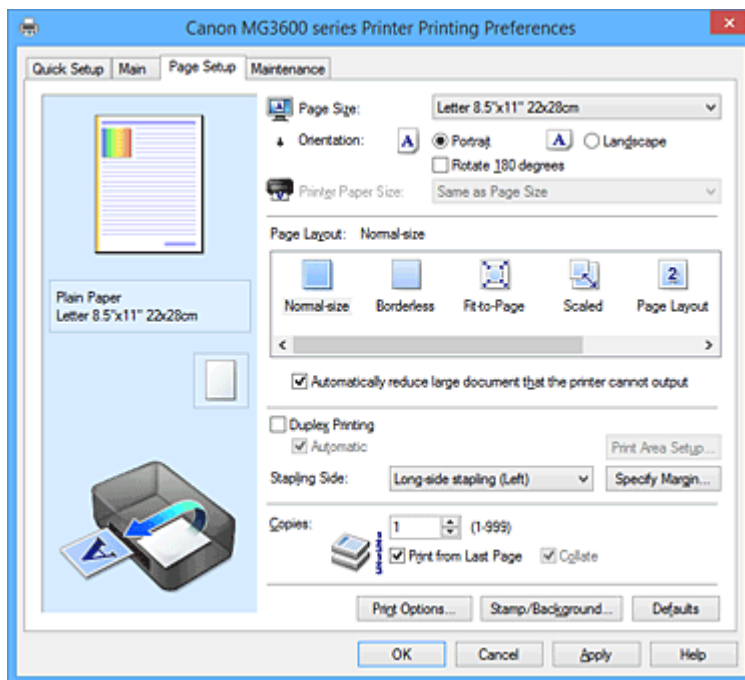 Canon MG3600 series Printer Printing Preferences
Quick Setup Main Page Setup Maintenance
Page Size: Letter 8.5"x11" 22x28cm
Orientation: A Portrait A Landscape
Rotate 180 degrees
Printer Paper Size: Same as Page Size
Page Layout: Normal-size
2
Normal-size Borderless Fit-to-Page Scaled Page Layout
Plain Paper
Letter 8.5"x11" 22x28cm
Automatically reduce large document that the printer cannot output
Duplex Printing
Automatic Print Area Setup...
Stapling Side: Long-side stapling (Left) Specify Margin...
Copies: 1 (1-999)
Print from Last Page Collate
A
Print Options... Stamp/Background... Defaults
OK Cancel Apply Help